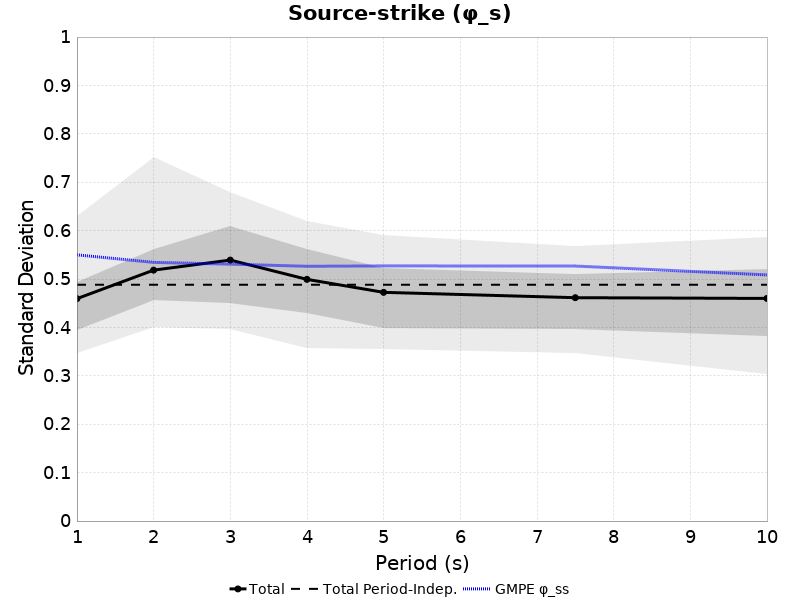 Source-strike (φ_s)
1
0.9
0.8
0.7
0.6
0.5
0.4
0.3
0.2
0.1
0
Standard Deviation
1 2 3 4 5 6 7 8 9 10
Period (s)
Total Total Period-Indep. GMPE φ_ss